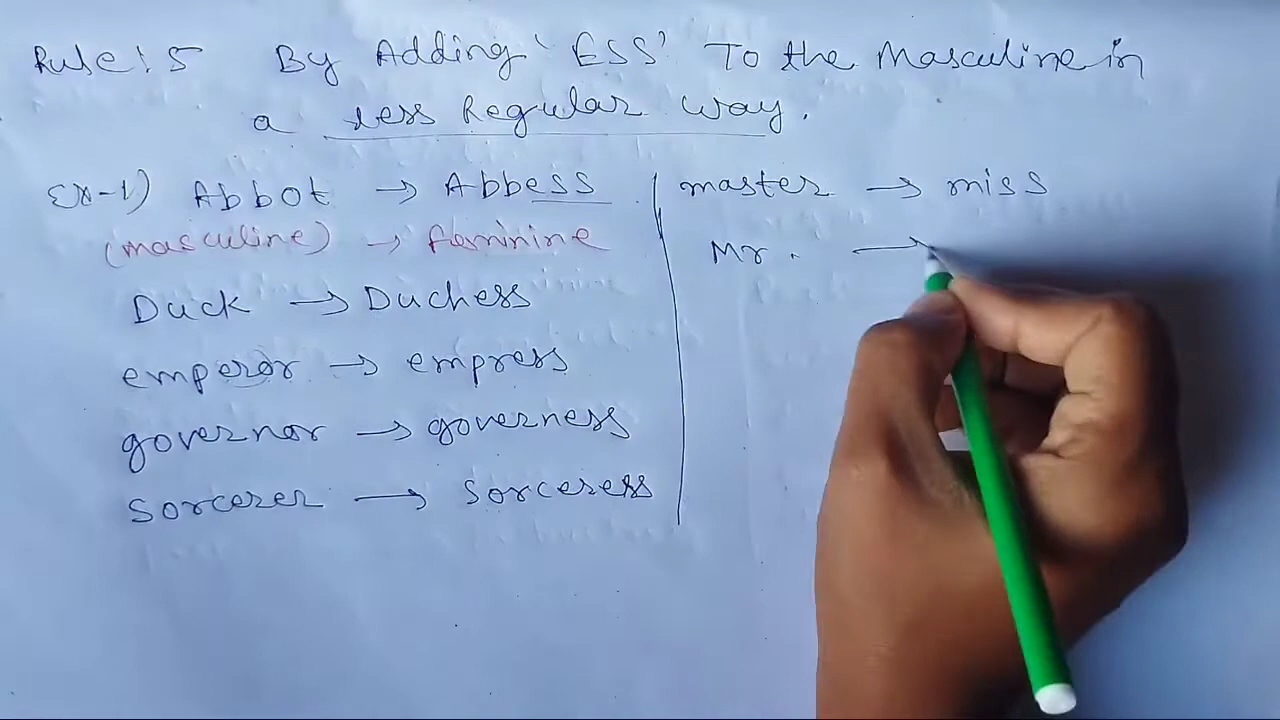 Rule:5 By Adding 'ESS' To the Masculine in
a less Regular way.
Ex-1) Abbot → Abbess
(masculine) → feminine
Duck → Duchess
emperor → empress
governor → governess
Sorcerer → Sorceress
master → miss
Mr. →